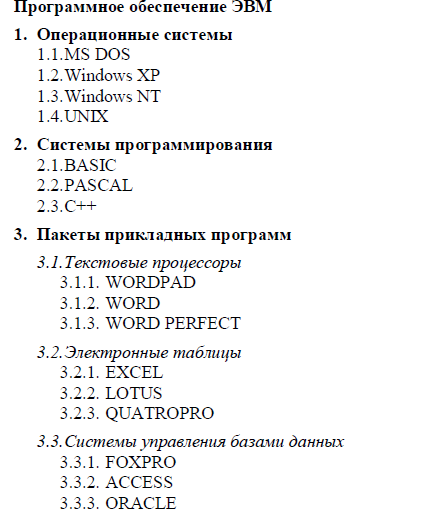 Программное обеспечение ЭВМ
1. Операционные системы
1.1.MS DOS
1.2.Windows XP
1.3.Windows NT
1.4.UNIX
2. Системы программирования
2.1.BASIC
2.2.PASCAL
2.3.C++
3. Пакеты прикладных программ
3.1.Текстовые процессоры
3.1.1. WORDPAD
3.1.2. WORD
3.1.3. WORD PERFECT
3.2.Электронные таблицы
3.2.1. EXCEL
3.2.2. LOTUS
3.2.3. QUATROPRO
3.3.Системы управления базами данных
3.3.1. FOXPRO
3.3.2. ACCESS
3.3.3. ORACLE